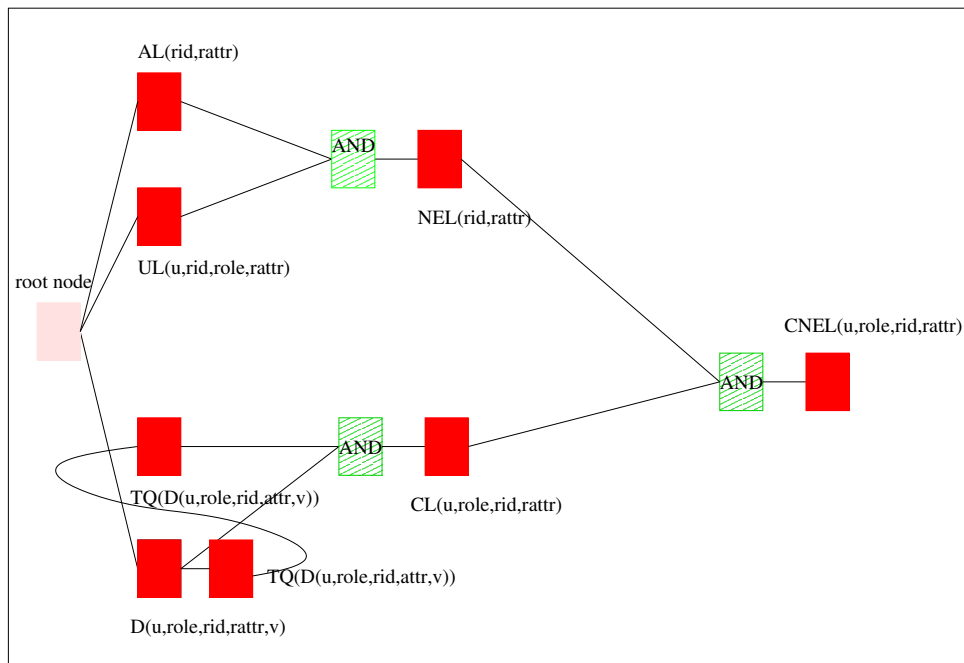 AL(rid,rattr)
AND
NEL(rid,rattr)
UL(u,rid,role,rattr)
root node
CNEL(u,role,rid,rattr)
AND
AND
TQ(D(u,role,rid,attr,v))
CL(u,role,rid,rattr)
TQ(D(u,role,rid,attr,v))
D(u,role,rid,rattr,v)